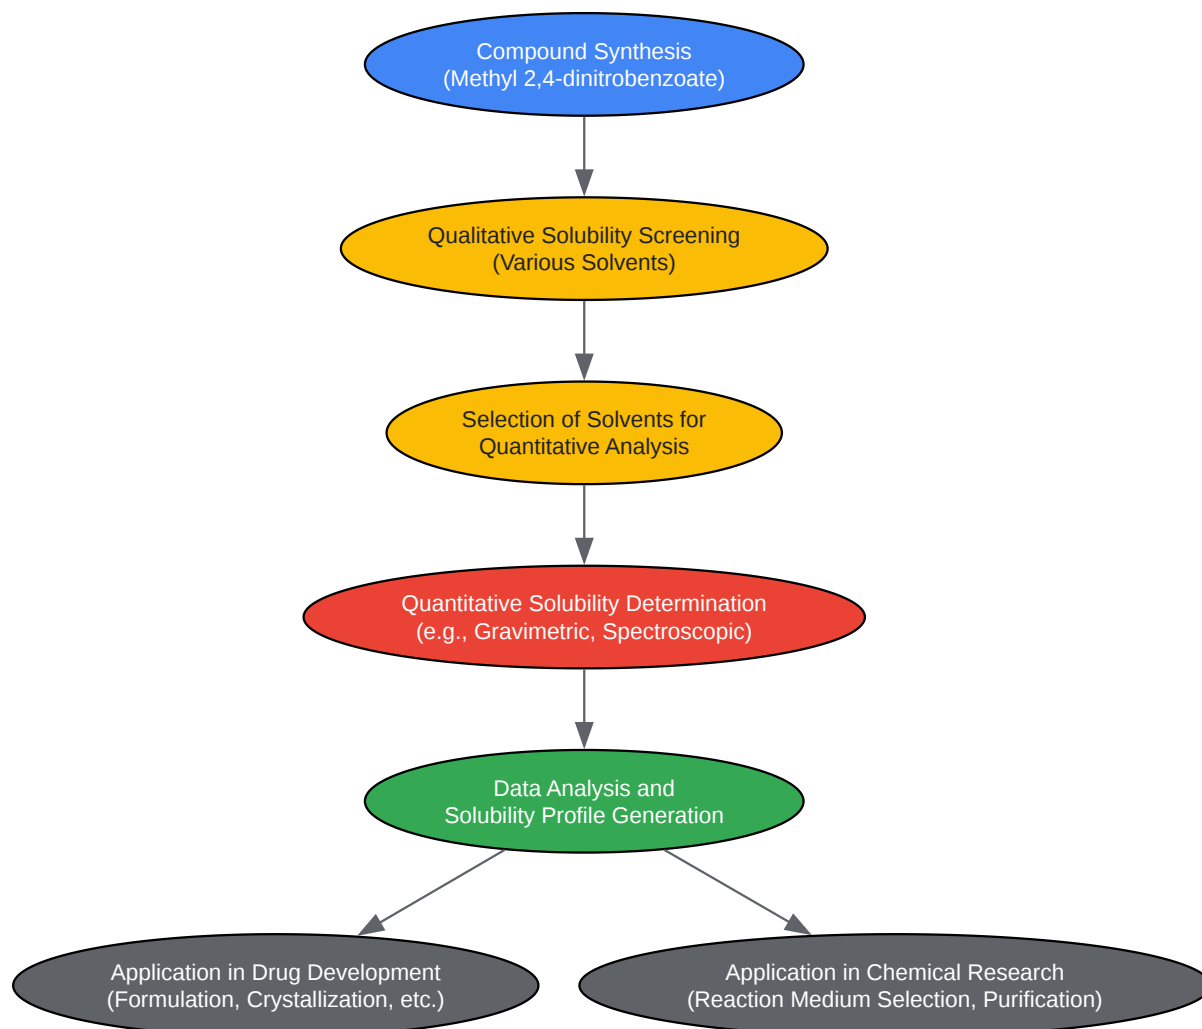 Compound Synthesis
(Methyl 2,4-dinitrobenzoate)
Qualitative Solubility Screening
(Various Solvents)
Selection of Solvents for
Quantitative Analysis
Quantitative Solubility Determination
(e.g., Gravimetric, Spectroscopic)
Data Analysis and
Solubility Profile Generation
Application in Drug Development
(Formulation, Crystallization, etc.)
Application in Chemical Research
(Reaction Medium Selection, Purification)